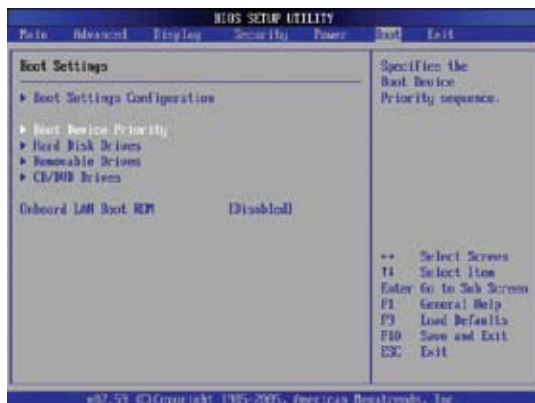 BIOS SETUP UTILITY
Main Advanced Display Security Power Boot Exit
Boot Settings
▶ Boot Settings Configuration
▶ Boot Device Priority
▶ Hard Disk Drives
▶ Removable Drives
▶ CD/DVD Drives
Onboard LAN Boot ROM [Disabled]
Specifies the
Boot Device
Priority sequence.
↔ Select Screen
↑↓ Select Item
Enter Go to Sub Screen
F1 General Help
F9 Load Defaults
F10 Save and Exit
ESC Exit
v02.59 (C)Copyright 1985-2005, American Megatrends, Inc.